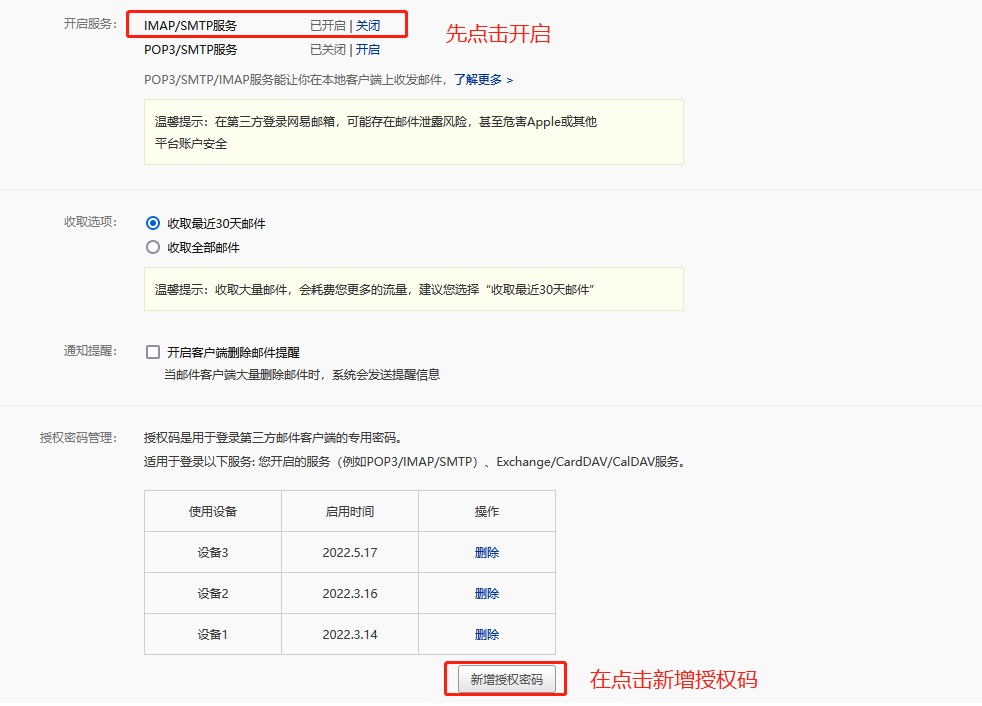 开启服务: IMAP/SMTP服务 已开启 | 关闭 先点击开启
POP3/SMTP服务 已关闭 | 开启
POP3/SMTP/IMAP服务能让你在本地客户端上收发邮件，了解更多 >
温馨提示：在第三方登录网易邮箱，可能存在邮件泄露风险，甚至危害Apple或其他
平台账户安全
收取选项: 收取最近30天邮件
收取全部邮件
温馨提示：收取大量邮件，会耗费您更多的流量，建议您选择“收取最近30天邮件”
通知提醒: 开启客户端删除邮件提醒
当邮件客户端大量删除邮件时，系统会发送提醒信息
授权密码管理: 授权码是用于登录第三方邮件客户端的专用密码。
适用于登录以下服务: 您开启的服务（例如POP3/IMAP/SMTP）、Exchange/CardDAV/CalDAV服务。
使用设备 启用时间 操作
设备3 2022.5.17 删除
设备2 2022.3.16 删除
设备1 2022.3.14 删除
新增授权密码 在点击新增授权码